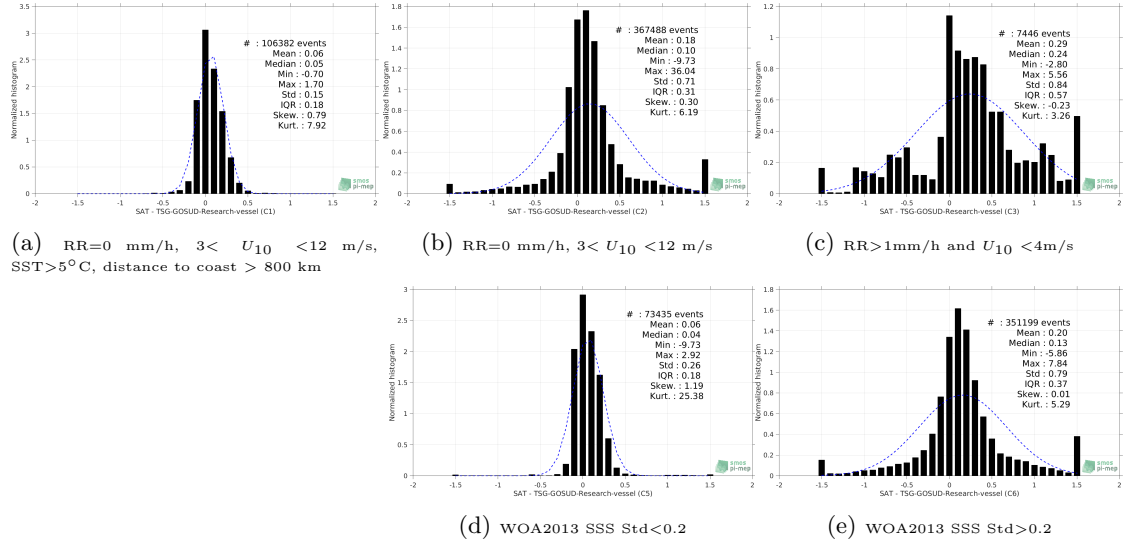 3.5
3
2.5
2
1.5
1
0.5
0
-2 -1.5 -1 -0.5 0 0.5 1 1.5 2
Normalized histogram
SAT - TSG-GOSUD-Research-vessel (C1)
# : 106382 events
Mean : 0.06
Median : 0.05
Min : -0.70
Max : 1.70
Std : 0.15
IQR : 0.18
Skew. : 0.79
Kurt. : 7.92
smos
pi-mep
(a) RR=0 mm/h, 3< U10 <12 m/s,
SST>5°C, distance to coast > 800 km
1.8
1.6
1.4
1.2
1
0.8
0.6
0.4
0.2
0
-2 -1.5 -1 -0.5 0 0.5 1 1.5 2
Normalized histogram
SAT - TSG-GOSUD-Research-vessel (C2)
# : 367488 events
Mean : 0.18
Median : 0.10
Min : -9.73
Max : 36.04
Std : 0.71
IQR : 0.31
Skew. : 0.30
Kurt. : 6.19
smos
pi-mep
(b) RR=0 mm/h, 3< U10 <12 m/s
1.2
1
0.8
0.6
0.4
0.2
0
-2 -1.5 -1 -0.5 0 0.5 1 1.5 2
Normalized histogram
SAT - TSG-GOSUD-Research-vessel (C3)
# : 7446 events
Mean : 0.29
Median : 0.24
Min : -2.80
Max : 5.56
Std : 0.84
IQR : 0.57
Skew. : -0.23
Kurt. : 3.26
smos
pi-mep
(c) RR>1mm/h and U10 <4m/s
3
2.5
2
1.5
1
0.5
0
-2 -1.5 -1 -0.5 0 0.5 1 1.5 2
Normalized histogram
SAT - TSG-GOSUD-Research-vessel (C5)
# : 73435 events
Mean : 0.06
Median : 0.04
Min : -9.73
Max : 2.92
Std : 0.26
IQR : 0.18
Skew. : 1.19
Kurt. : 25.38
smos
pi-mep
(d) WOA2013 SSS Std<0.2
1.8
1.6
1.4
1.2
1
0.8
0.6
0.4
0.2
0
-2 -1.5 -1 -0.5 0 0.5 1 1.5 2
Normalized histogram
SAT - TSG-GOSUD-Research-vessel (C6)
# : 351199 events
Mean : 0.20
Median : 0.13
Min : -5.86
Max : 7.84
Std : 0.79
IQR : 0.37
Skew. : 0.01
Kurt. : 5.29
smos
pi-mep
(e) WOA2013 SSS Std>0.2